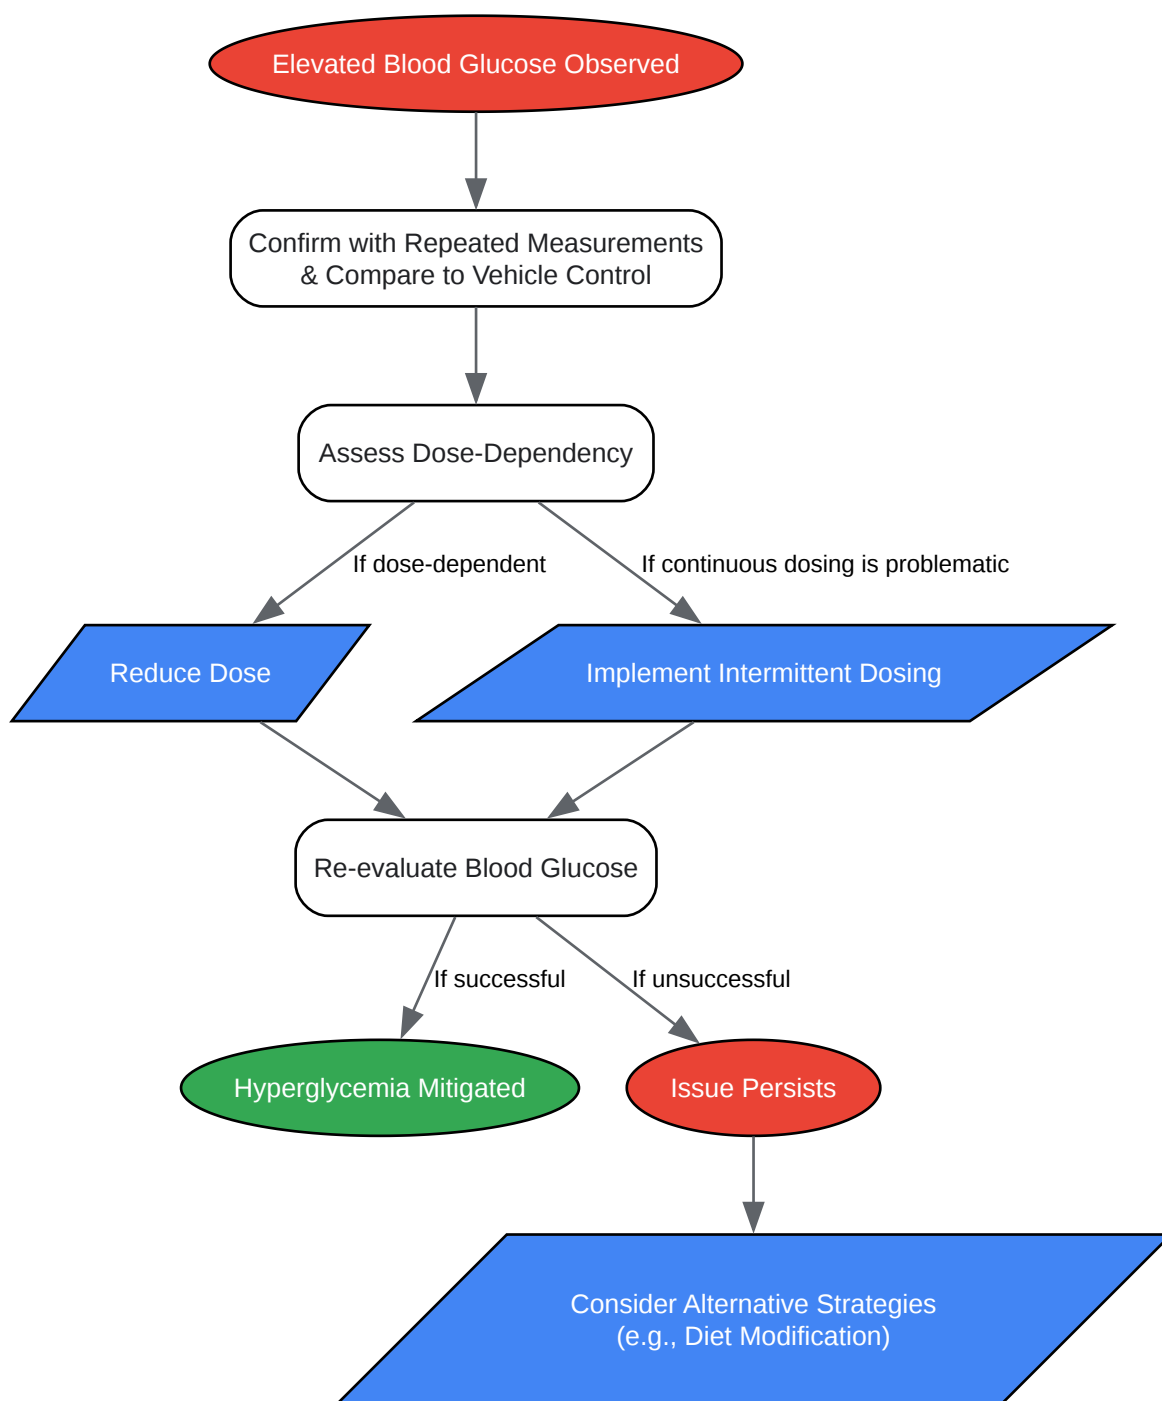 Elevated Blood Glucose Observed
Confirm with Repeated Measurements
& Compare to Vehicle Control
Assess Dose-Dependency
If dose-dependent
If continuous dosing is problematic
Reduce Dose
Implement Intermittent Dosing
Re-evaluate Blood Glucose
If successful
If unsuccessful
Hyperglycemia Mitigated
Issue Persists
Consider Alternative Strategies
(e.g., Diet Modification)